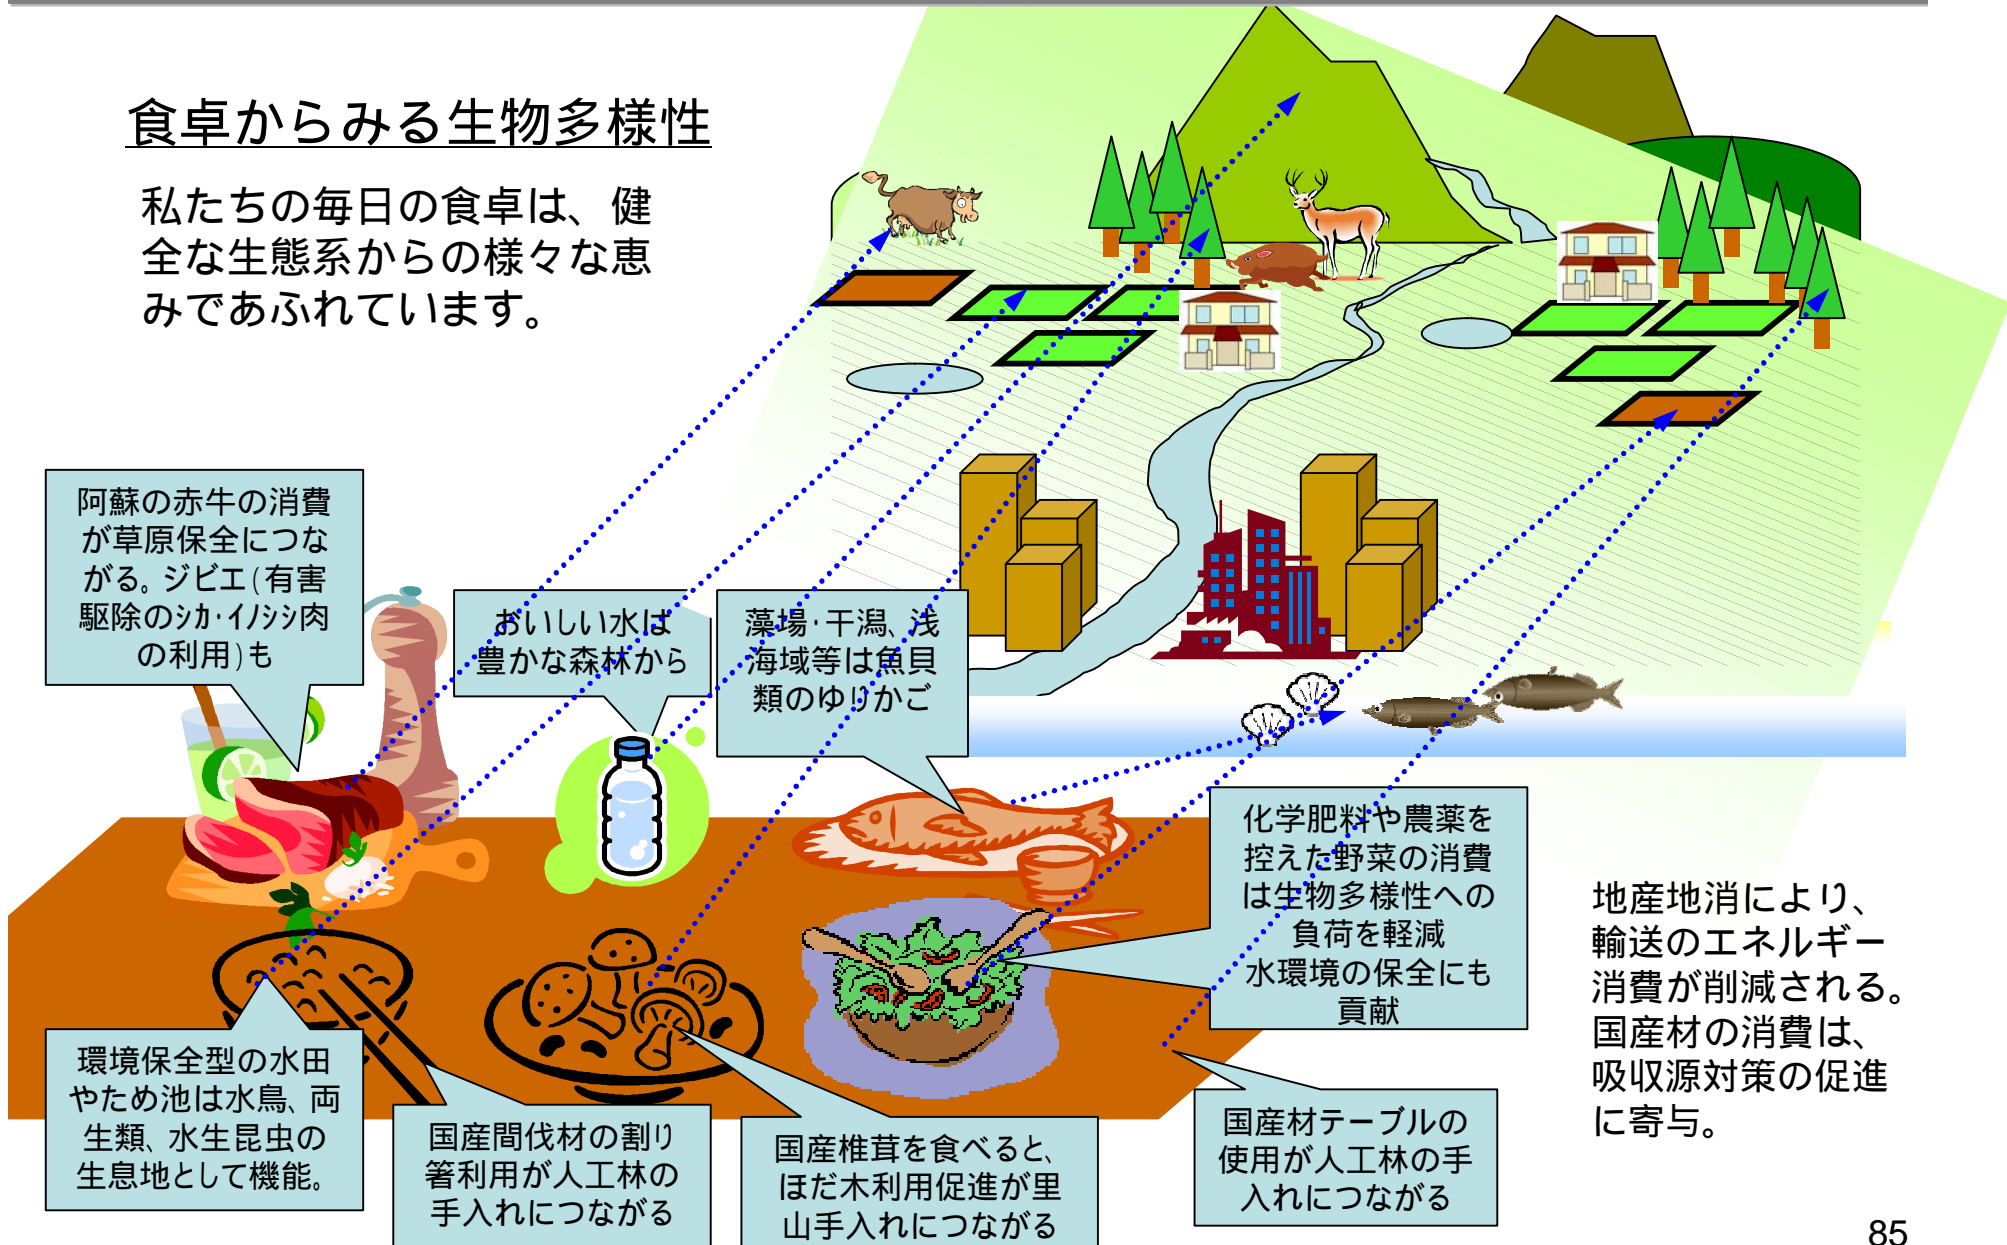 食卓からみる生物多様性
私たちの毎日の食卓は、健
全な生態系からの様々な恵
みであふれています。
阿蘇の赤牛の消費
が草原保全につな
がる。ジビエ(有害
駆除のｼｶ･ｲﾉｼｼ肉
の利用)も
おいしい水は
豊かな森林から
藻場･干潟、浅
海域等は魚貝
類のゆりかご
化学肥料や農薬を
控えた野菜の消費
は生物多様性への
負荷を軽減
水環境の保全にも
貢献
地産地消により、
輸送のエネルギー
消費が削減される。
国産材の消費は、
吸収源対策の促進
に寄与。
環境保全型の水田
やため池は水鳥、両
生類、水生昆虫の
生息地として機能。
国産間伐材の割り
箸利用が人工林の
手入れにつながる
国産椎茸を食べると、
ほだ木利用促進が里
山手入れにつながる
国産材テーブルの
使用が人工林の手
入れにつながる
85